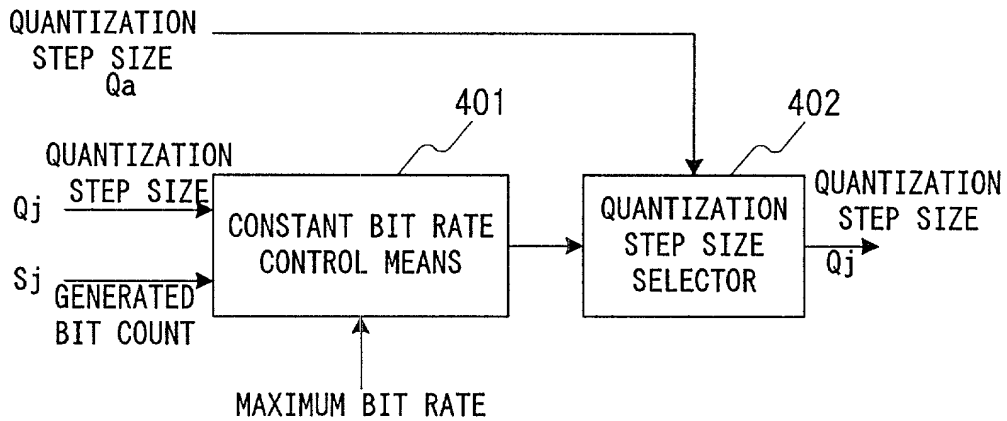 QUANTIZATION
STEP SIZE
Qa
401
402
QUANTIZATION
STEP SIZE
Qj
Sj
GENERATED
BIT COUNT
CONSTANT BIT RATE
CONTROL MEANS
MAXIMUM BIT RATE
QUANTIZATION
STEP SIZE
SELECTOR
QUANTIZATION
STEP SIZE
Qj